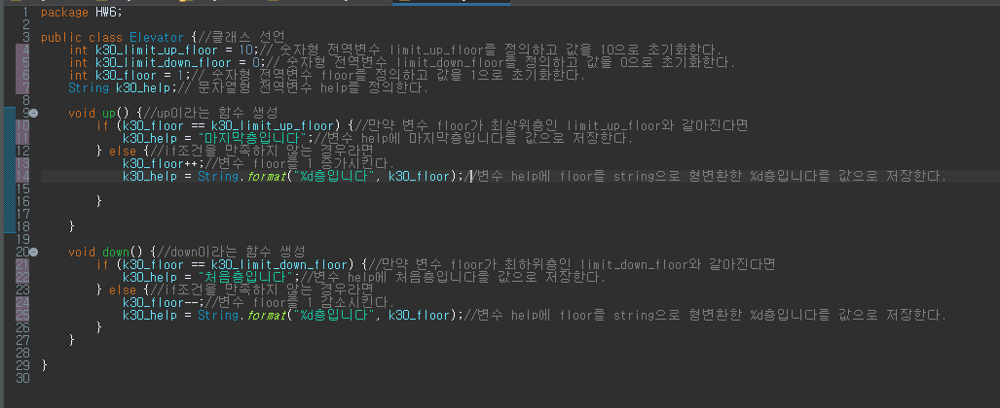 1 package HW6;
2
3 public class Elevator {//클래스 선언
4 int k30_limit_up_floor = 10;// 숫자형 전역변수 limit_up_floor를 정의하고 값을 10으로 초기화한다.
5 int k30_limit_down_floor = 0;// 숫자형 전역변수 limit_down_floor를 정의하고 값을 0으로 초기화한다.
6 int k30_floor = 1;// 숫자형 전역변수 floor를 정의하고 값을 1으로 초기화한다.
7 String k30_help;// 문자열형 전역변수 help를 정의한다.
8
9 void up() {//up이라는 함수 생성
10 if (k30_floor == k30_limit_up_floor) {//만약 변수 floor가 최상위층인 limit_up_floor와 같아진다면
11 k30_help = "마지막층입니다";//변수 help에 마지막층입니다를 값으로 저장한다.
12 } else {//if조건을 만족하지 않는 경우라면
13 k30_floor++;//변수 floor를 1 증가시킨다.
14 k30_help = String.format("%d층입니다", k30_floor);//변수 help에 floor를 string으로 형변환한 %d층입니다를 값으로 저장한다.
15
16 }
17
18 }
19
20 void down() {//down이라는 함수 생성
21 if (k30_floor == k30_limit_down_floor) {//만약 변수 floor가 최하위층인 limit_down_floor와 같아진다면
22 k30_help = "처음층입니다";//변수 help에 처음층입니다를 값으로 저장한다.
23 } else {//if조건을 만족하지 않는 경우라면
24 k30_floor--;//변수 floor를 1 감소시킨다.
25 k30_help = String.format("%d층입니다", k30_floor);//변수 help에 floor를 string으로 형변환한 %d층입니다를 값으로 저장한다.
26 }
27 }
28
29 }
30